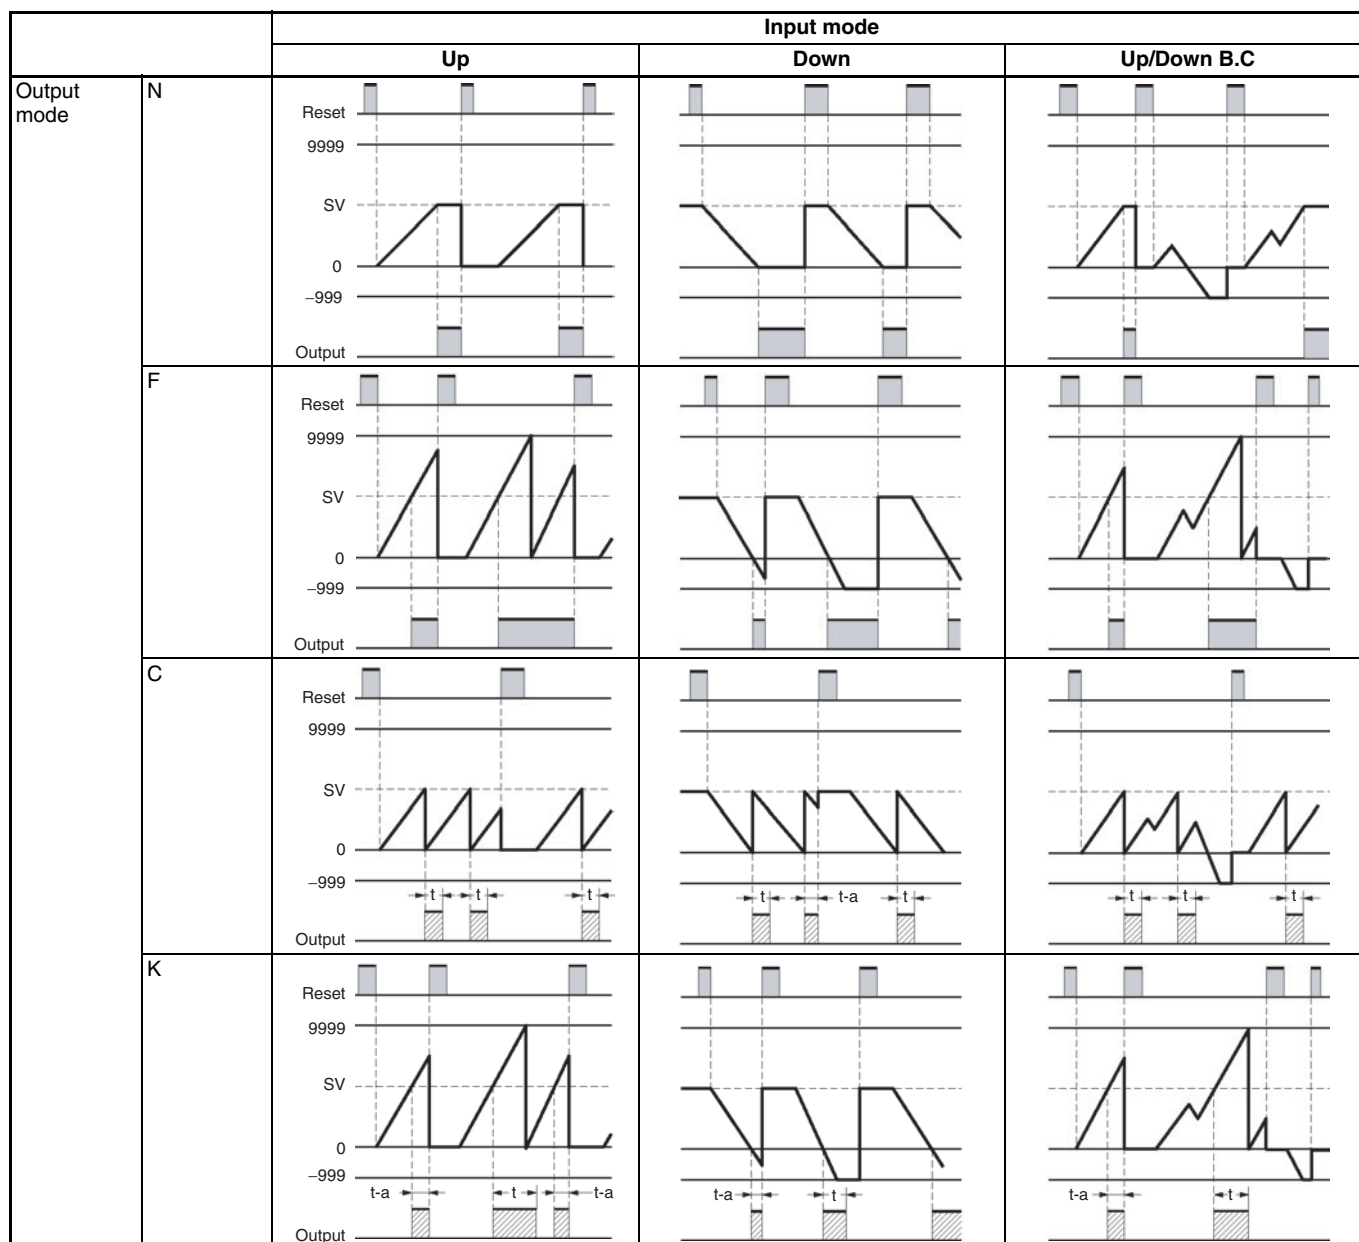 Input mode
Up
Down
Up/Down B.C
Output
mode
N
Reset
9999
SV
0
–999
Output
F
Reset
9999
SV
0
–999
Output
C
Reset
9999
SV
0
–999
t
t
t
t
t-a
t
t
t
t
Output
K
Reset
9999
SV
0
–999
t-a
t
t-a
t-a
t
t-a
t
Output